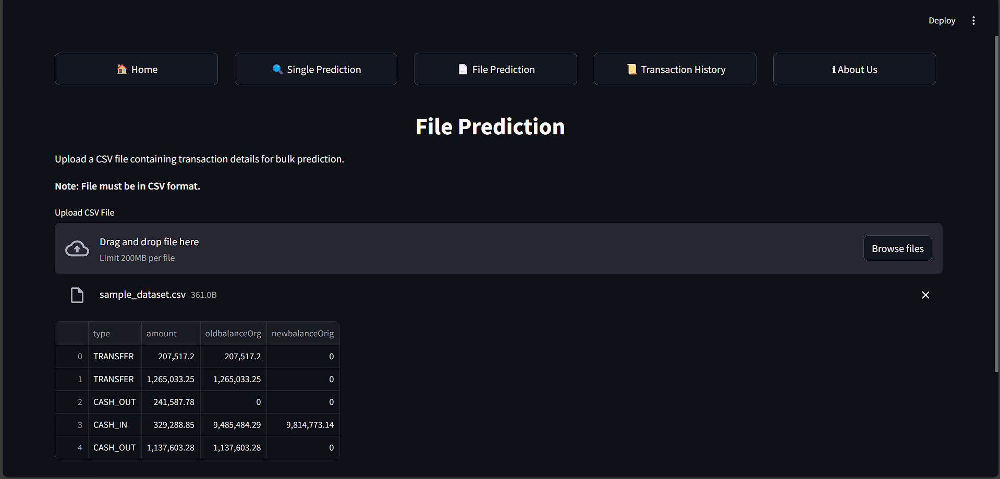 Deploy
🏠 Home
🔍 Single Prediction
📄 File Prediction
📜 Transaction History
ℹ About Us
File Prediction
Upload a CSV file containing transaction details for bulk prediction.
Note: File must be in CSV format.
Upload CSV File
Drag and drop file here
Limit 200MB per file
Browse files
sample_dataset.csv 361.0B
type amount oldbalanceOrg newbalanceOrig
0 TRANSFER 207,517.2 207,517.2 0
1 TRANSFER 1,265,033.25 1,265,033.25 0
2 CASH_OUT 241,587.78 0 0
3 CASH_IN 329,288.85 9,485,484.29 9,814,773.14
4 CASH_OUT 1,137,603.28 1,137,603.28 0